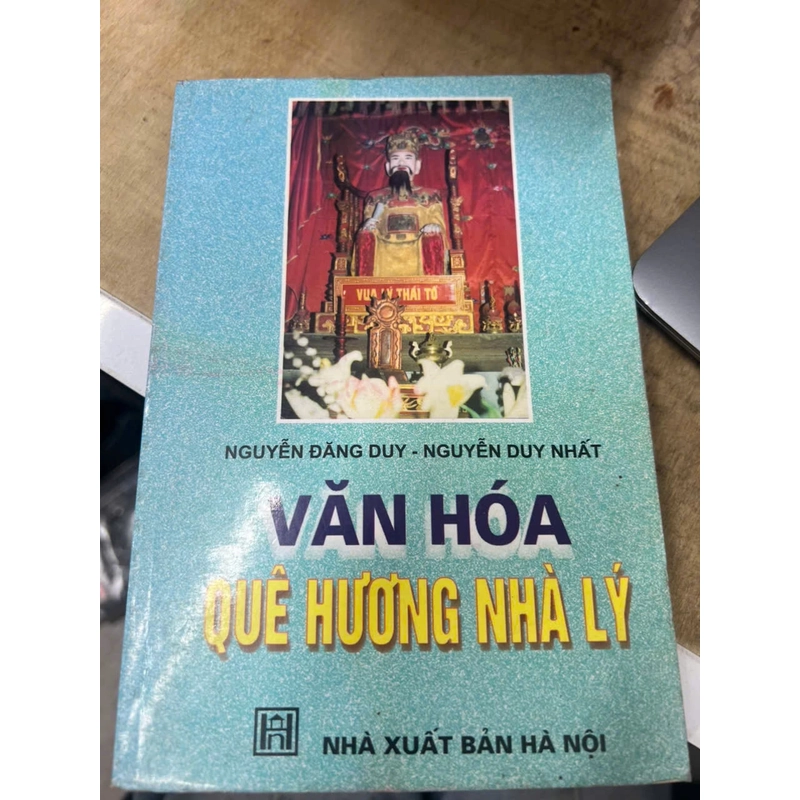 VUA LÝ THÁI TỔ
NGUYỄN ĐĂNG DUY - NGUYỄN DUY NHẤT
VĂN HÓA
QUÊ HƯƠNG NHÀ LÝ
NHÀ XUẤT BẢN HÀ NỘI